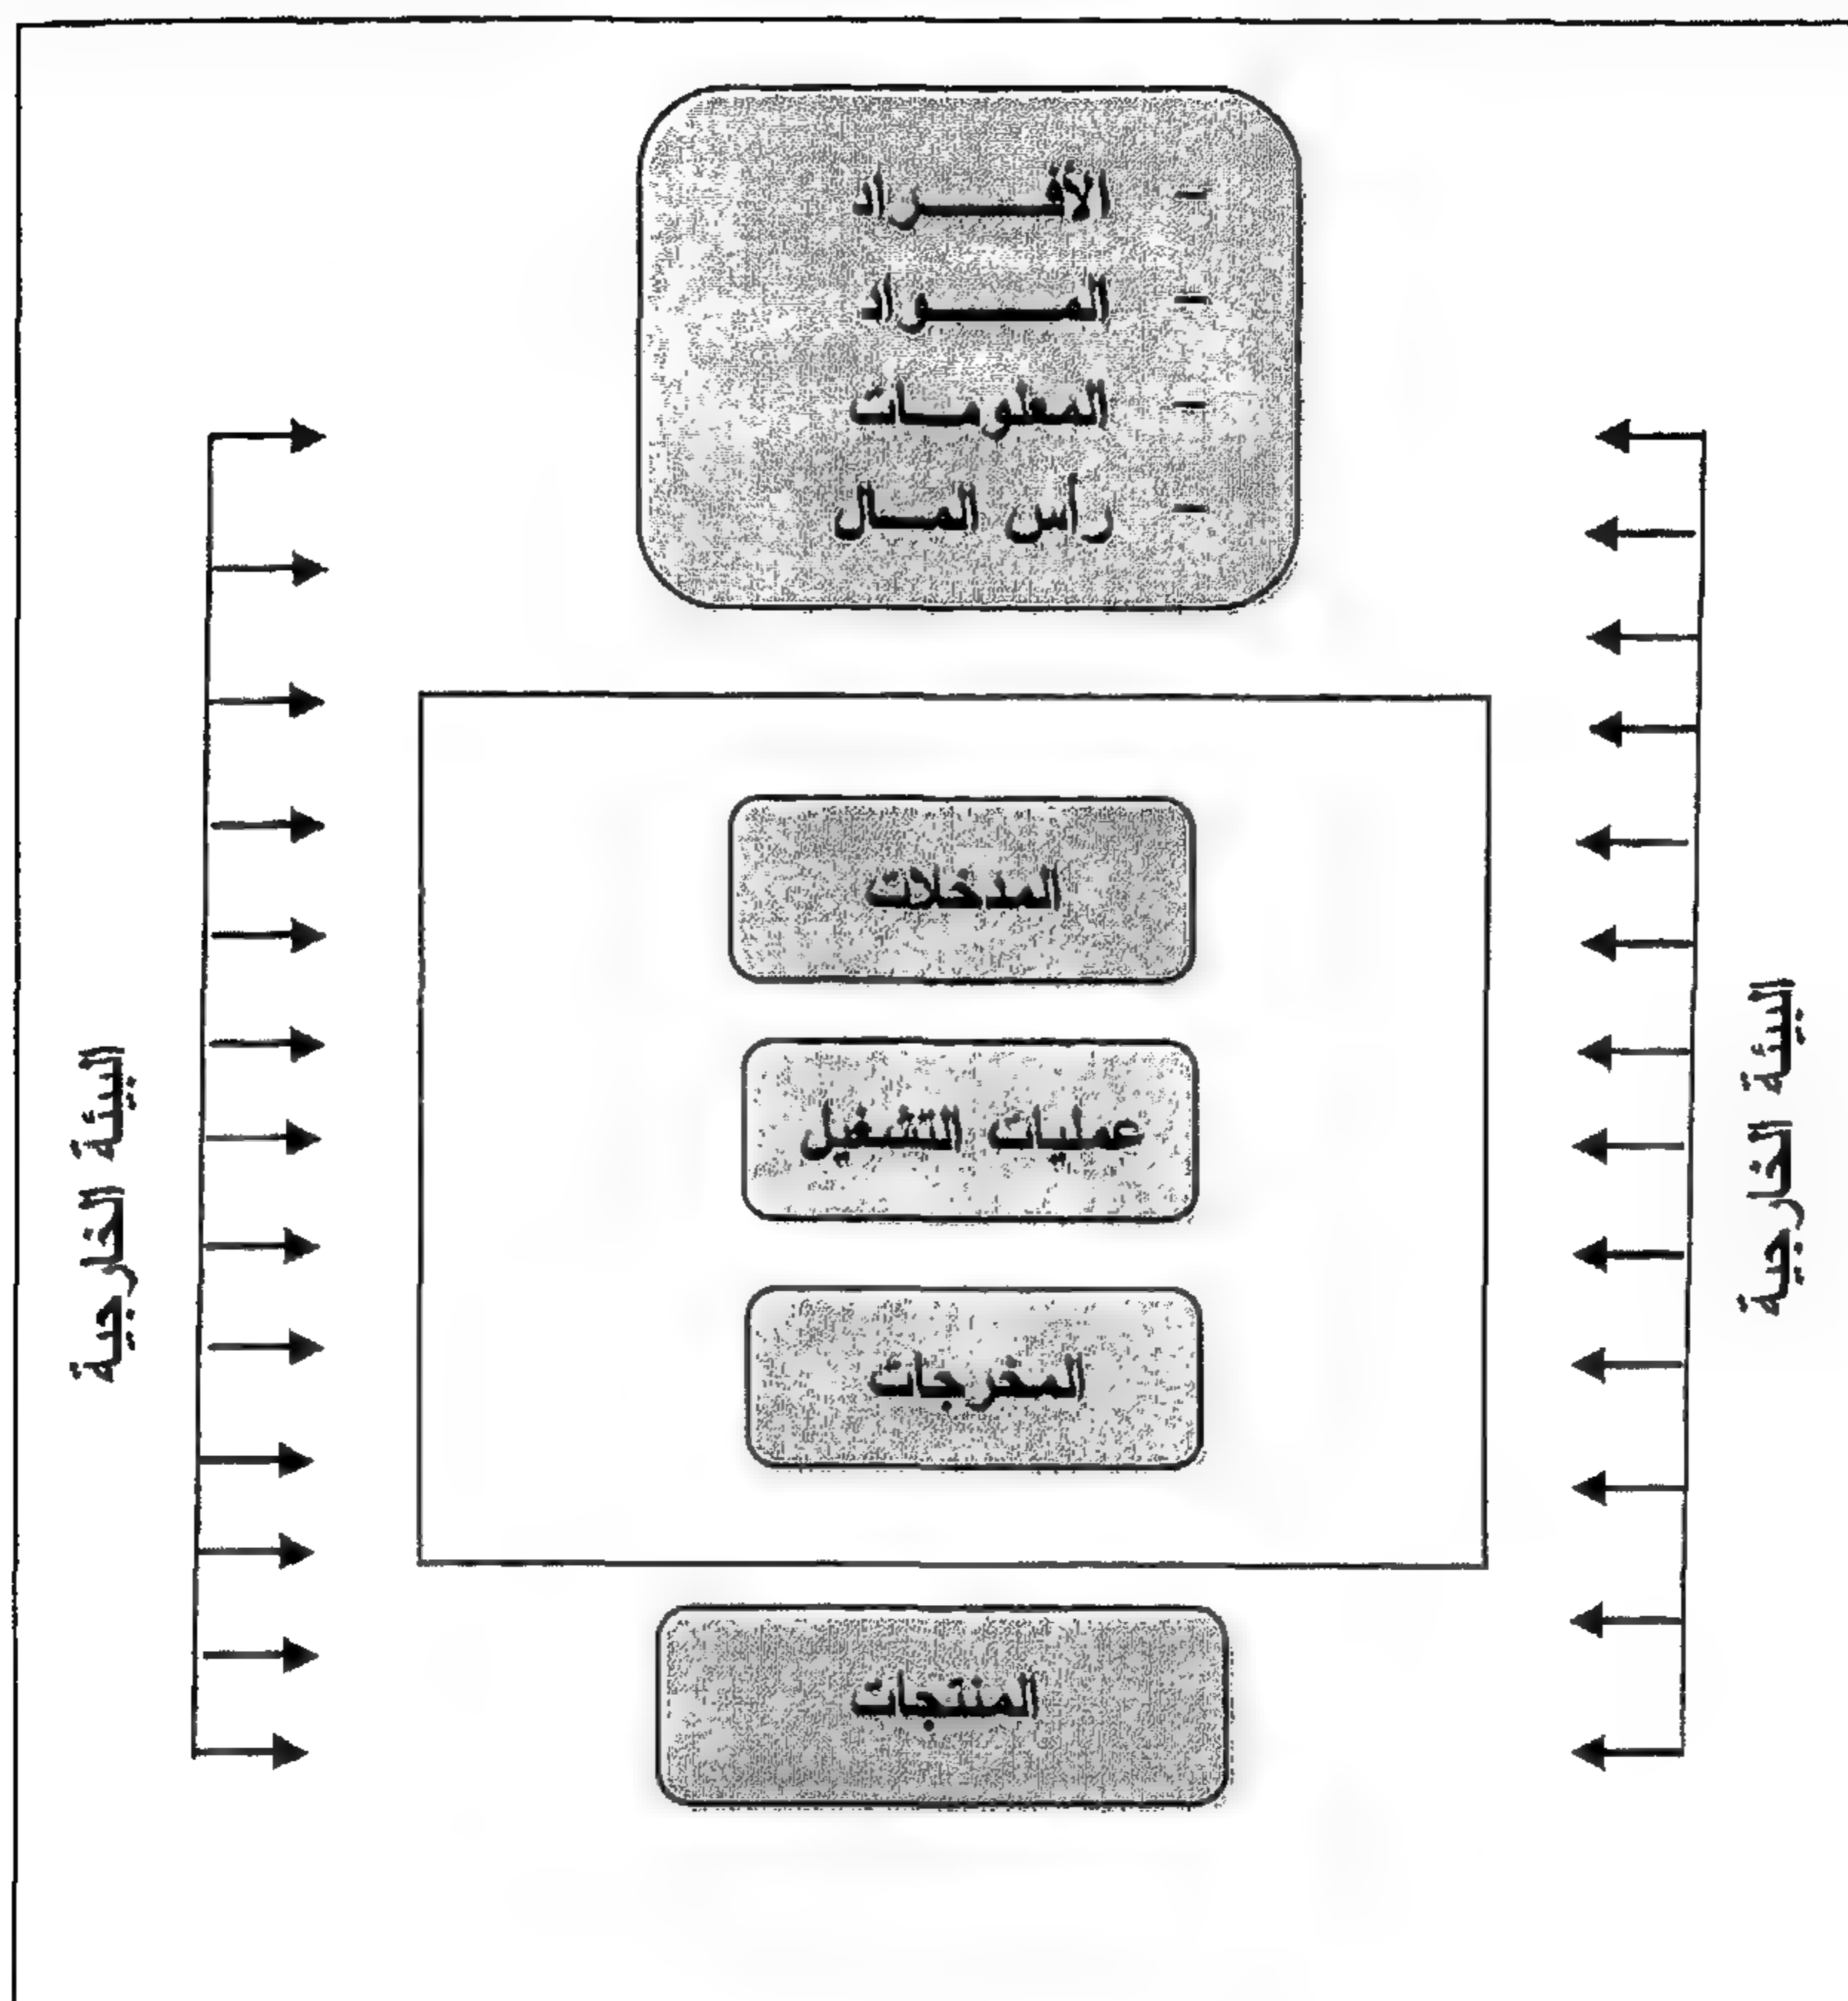 - الأفـــراد
- المـــواد
- المعلومـات
- رأس المـال
المدخلات
عمليات التشغيل
المخرجات
المنتجات
البيئة الخارجية
البيئة الخارجية